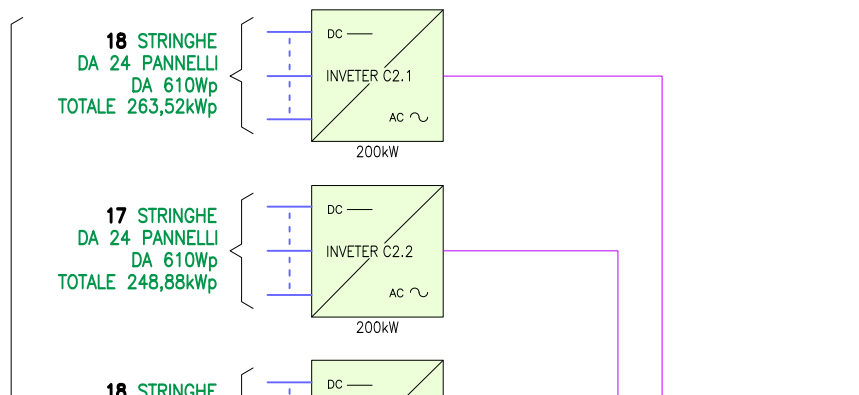 18 STRINGHE
DA 24 PANNELLI
DA 610Wp
TOTALE 263,52kWp
DC
INVETER C2.1
AC
200kW
17 STRINGHE
DA 24 PANNELLI
DA 610Wp
TOTALE 248,88kWp
DC
INVETER C2.2
AC
200kW
18 STRINGHE
DC